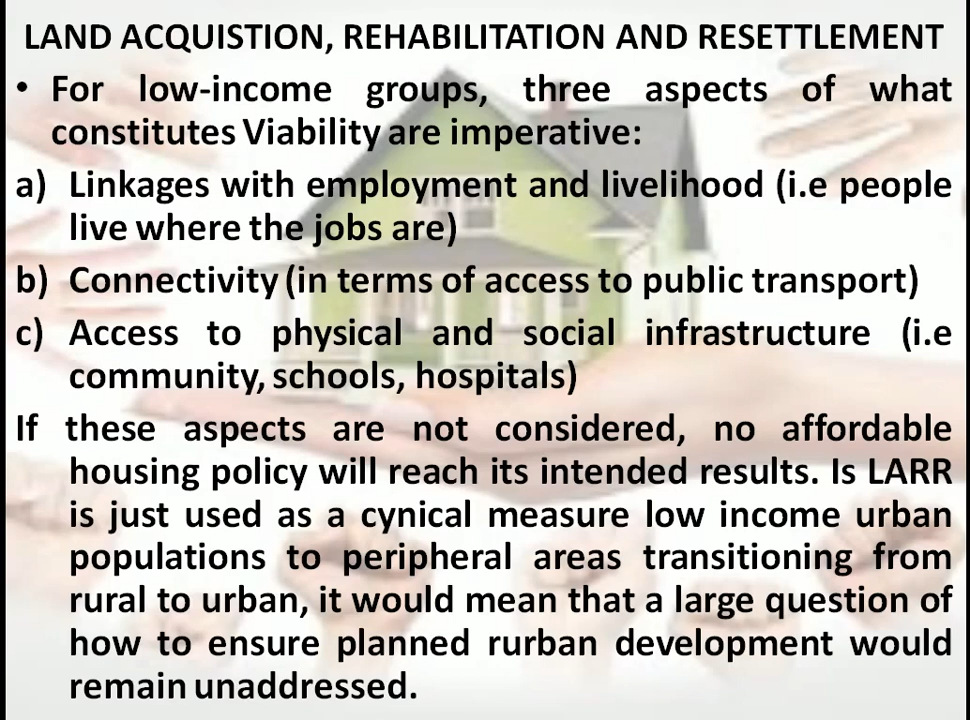 LAND ACQUISTION, REHABILITATION AND RESETTLEMENT
• For low-income groups, three aspects of what
constitutes Viability are imperative:
a) Linkages with employment and livelihood (i.e people
live where the jobs are)
b) Connectivity (in terms of access to public transport)
c) Access to physical and social infrastructure (i.e
community, schools, hospitals)
If these aspects are not considered, no affordable
housing policy will reach its intended results. Is LARR
is just used as a cynical measure low income urban
populations to peripheral areas transitioning from
rural to urban, it would mean that a large question of
how to ensure planned rurban development would
remain unaddressed.